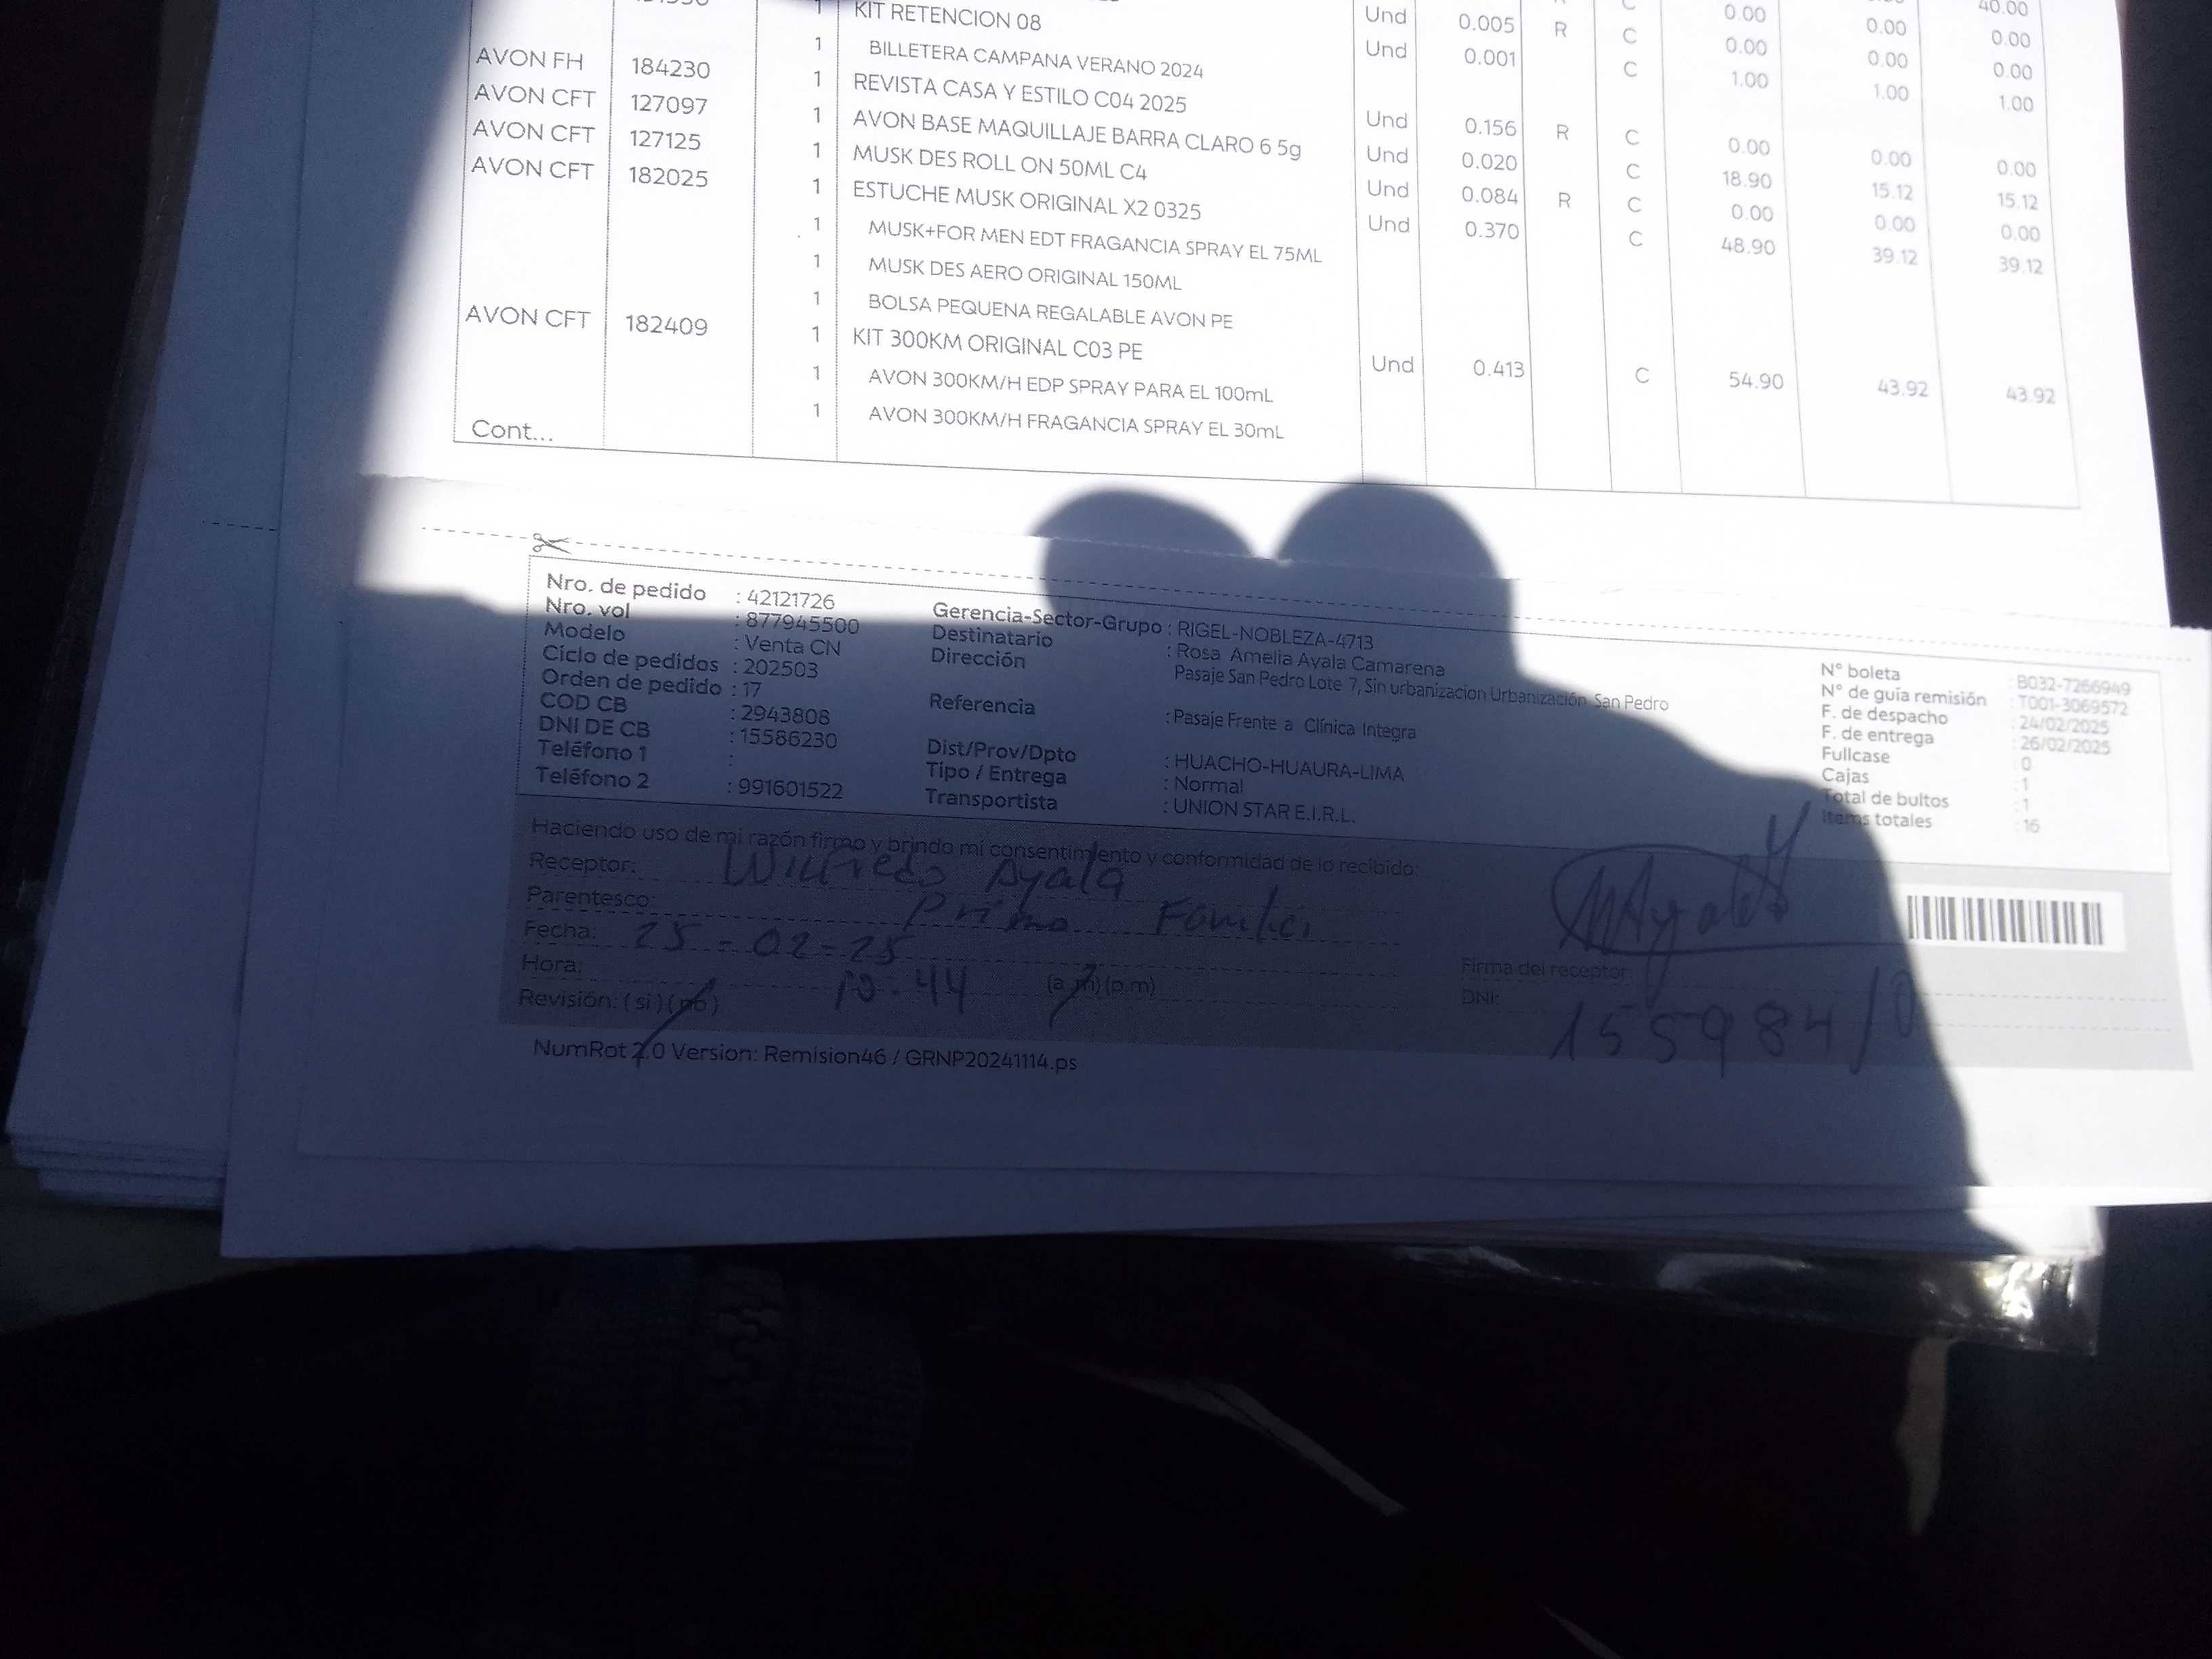 1 KIT RETENCION 08 Und 0.005 R C 0.00 0.00 0.00
1 BILLETERA CAMPANA VERANO 2024 Und 0.001 C 0.00 0.00 0.00
AVON FH 184230 1 REVISTA CASA Y ESTILO C04 2025 1.00 1.00 1.00
AVON CFT 127097 1 AVON BASE MAQUILLAJE BARRA CLARO 6 5g Und 0.156 R C 0.00 0.00 0.00
AVON CFT 127125 1 MUSK DES ROLL ON 50ML C4 Und 0.020 C 18.90 15.12 15.12
AVON CFT 182025 1 ESTUCHE MUSK ORIGINAL X2 0325 Und 0.084 R C 0.00 0.00 0.00
1 MUSK+FOR MEN EDT FRAGANCIA SPRAY EL 75ML Und 0.370 C 48.90 39.12 39.12
1 MUSK DES AERO ORIGINAL 150ML
1 BOLSA PEQUENA REGALABLE AVON PE
AVON CFT 182409 1 KIT 300KM ORIGINAL C03 PE Und 0.413 C 54.90 43.92 43.92
1 AVON 300KM/H EDP SPRAY PARA EL 100mL
1 AVON 300KM/H FRAGANCIA SPRAY EL 30mL
Cont...
Nro. de pedido : 42121726
Nro. vol : 877945500
Modelo : Venta CN
Ciclo de pedidos : 202503
Orden de pedido : 17
COD CB : 2943808
DNI DE CB : 15586230
Teléfono 1 :
Teléfono 2 : 991601522
Gerencia-Sector-Grupo : RIGEL-NOBLEZA-4713
Destinatario : Rosa Amelia Ayala Camarena
Dirección Pasaje San Pedro Lote 7, Sin urbanizacion Urbanización San Pedro
Referencia : Pasaje Frente a Clínica Integra
Dist/Prov/Dpto : HUACHO-HUAURA-LIMA
Tipo / Entrega : Normal
Transportista : UNION STAR E.I.R.L.
N° boleta : B032-7266949
N° de guía remisión : T001-3069572
F. de despacho : 24/02/2025
F. de entrega : 26/02/2025
Fullcase : 0
Cajas : 1
Total de bultos : 1
Items totales : 16
Haciendo uso de mi razón firmo y brindo mi consentimiento y conformidad de lo recibido:
Receptor: Wilfredo Ayala
Parentesco: Primo
Fecha: 25-02-25
Hora: 10:44 (a.m) (p.m)
Revisión: (si) (no)
Firma del receptor
DNI: 15598410
NumRot 2.0 Version: Remision46 / GRNP20241114.ps